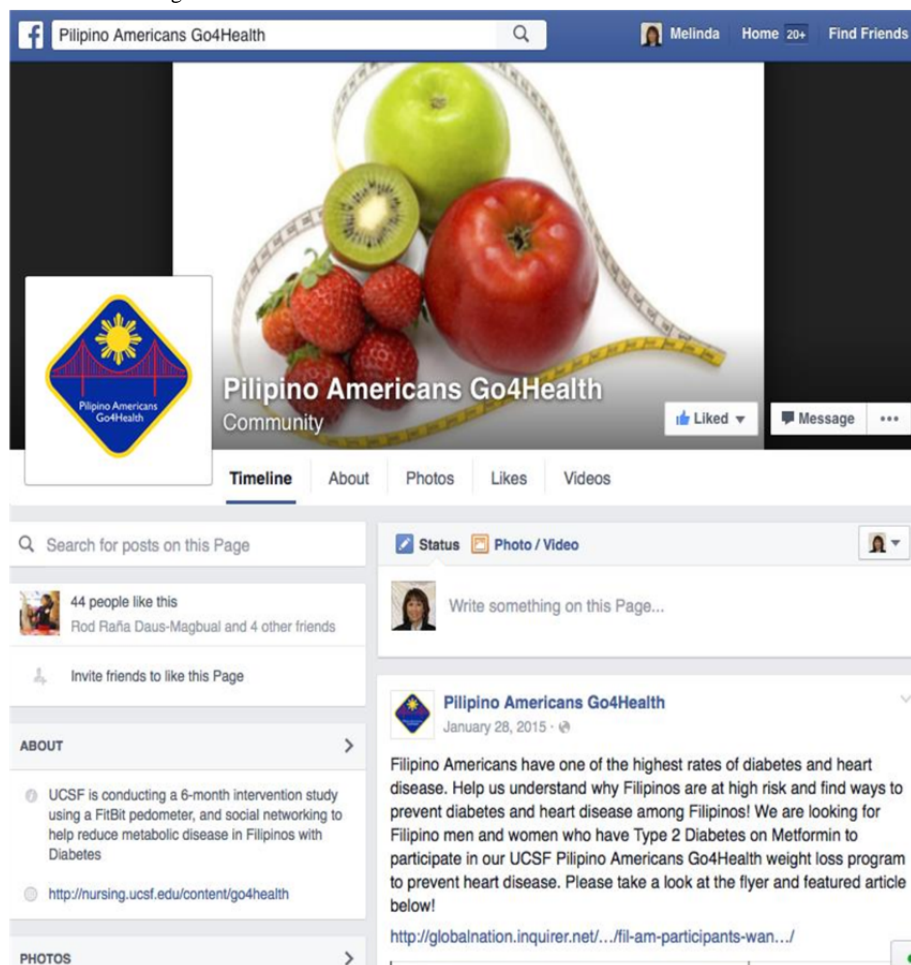 Pilipino Americans Go4Health
Melinda Home 20+ Find Friends
Pilipino Americans
Go4Health
Pilipino Americans Go4Health
Community
Liked
Message
Timeline About Photos Likes Videos
Search for posts on this Page
44 people like this
Rod Raña Daus-Magbual and 4 other friends
Invite friends to like this Page
ABOUT
UCSF is conducting a 6-month intervention study
using a FitBit pedometer, and social networking to
help reduce metabolic disease in Filipinos with
Diabetes
http://nursing.ucsf.edu/content/go4health
PHOTOS
Status Photo / Video
Write something on this Page...
Pilipino Americans Go4Health
January 28, 2015 ·
Filipino Americans have one of the highest rates of diabetes and heart
disease. Help us understand why Filipinos are at high risk and find ways to
prevent diabetes and heart disease among Filipinos! We are looking for
Filipino men and women who have Type 2 Diabetes on Metformin to
participate in our UCSF Pilipino Americans Go4Health weight loss program
to prevent heart disease. Please take a look at the flyer and featured article
below!
http://globalnation.inquirer.net/.../fil-am-participants-wan.../